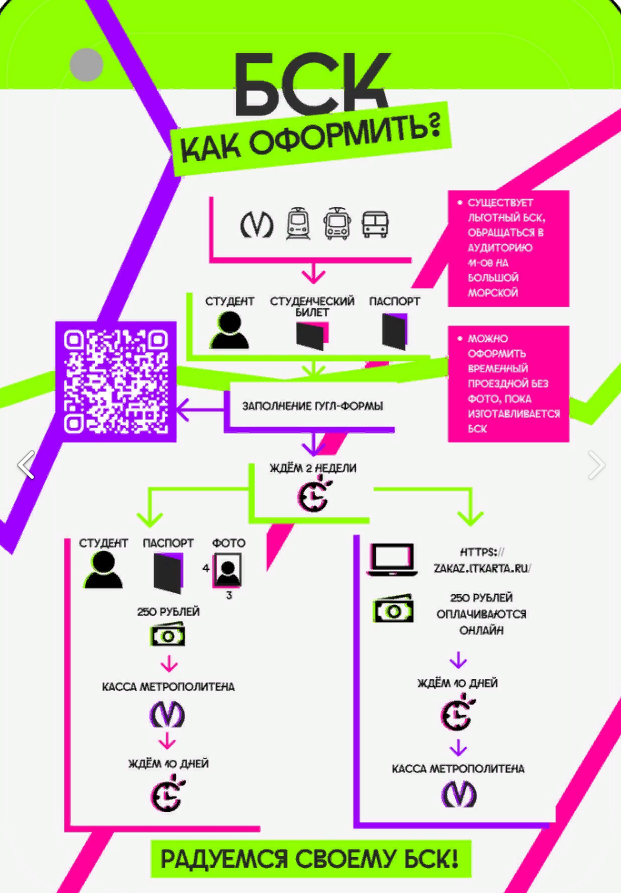 БСК
КАК ОФОРМИТЬ?
• СУЩЕСТВУЕТ
ЛЬГОТНЫЙ БСК,
ОБРАЩАТЬСЯ В
АУДИТОРИЮ
11-08 НА
БОЛЬШОЙ
МОРСКОЙ
СТУДЕНТ
СТУДЕНЧЕСКИЙ
БИЛЕТ
ПАСПОРТ
• МОЖНО
ОФОРМИТЬ
ВРЕМЕННЫЙ
ПРОЕЗДНОЙ БЕЗ
ФОТО, ПОКА
ИЗГОТАВЛИВАЕТСЯ
БСК
ЗАПОЛНЕНИЕ ГУГЛ-ФОРМЫ
ЖДЁМ 2 НЕДЕЛИ
СТУДЕНТ ПАСПОРТ ФОТО
4
3
250 РУБЛЕЙ
КАССА МЕТРОПОЛИТЕНА
ЖДЁМ 10 ДНЕЙ
HTTPS://
ZAKAZ.LTKARTA.RU/
250 РУБЛЕЙ
ОПЛАЧИВАЮТСЯ
ОНЛАЙН
ЖДЁМ 10 ДНЕЙ
КАССА МЕТРОПОЛИТЕНА
РАДУЕМСЯ СВОЕМУ БСК!